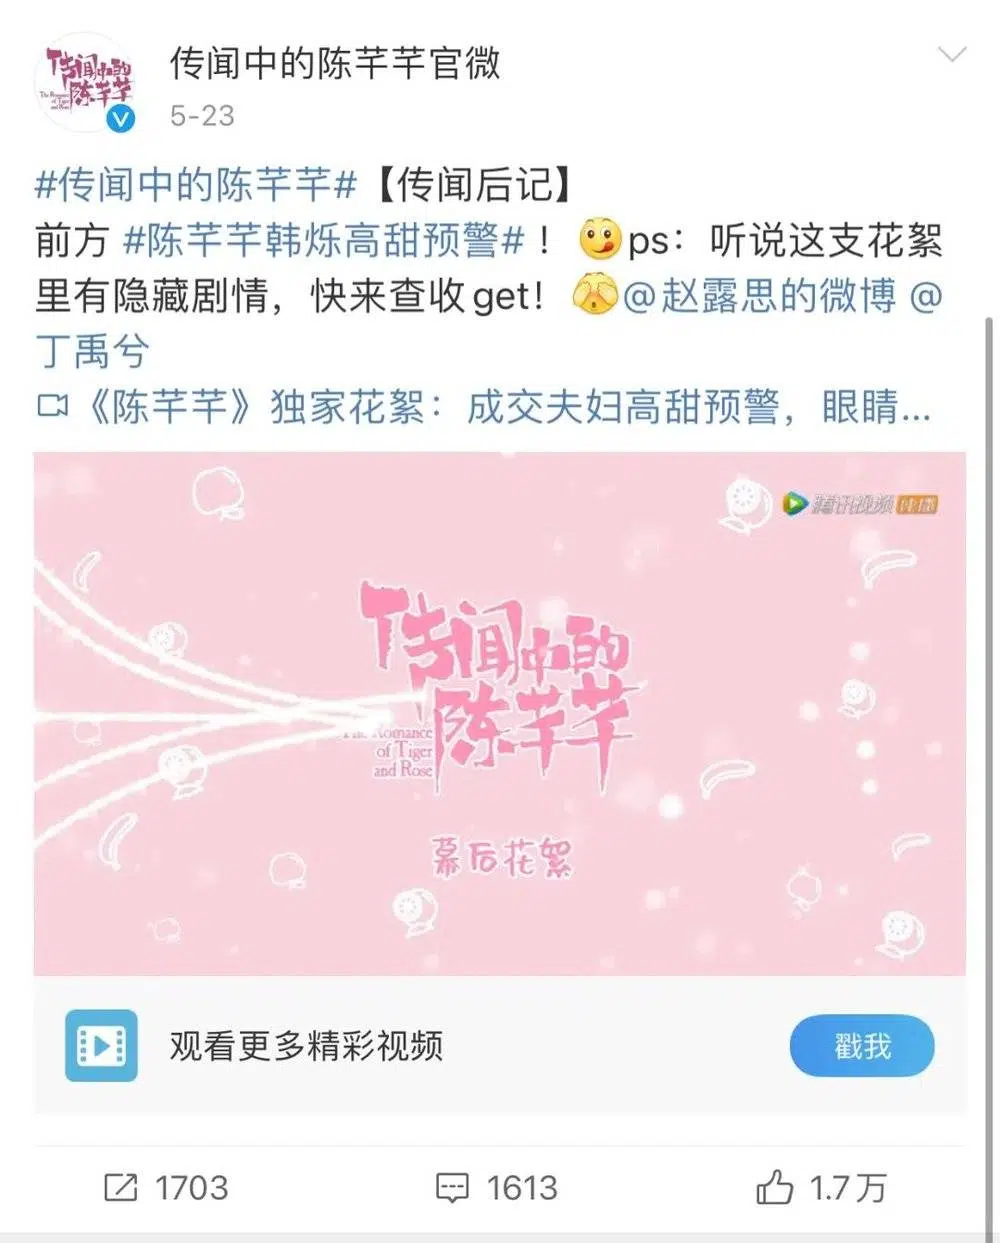 传闻中的陈芊芊官微
传闻中的
陈芊芊
The Romance
of Tiger
and Rose
5-23
#传闻中的陈芊芊#【传闻后记】
前方 #陈芊芊韩烁高甜预警#！ ps：听说这支花絮
里有隐藏剧情，快来查收get！ @赵露思的微博 @
丁禹兮
《陈芊芊》独家花絮：成交夫妇高甜预警，眼睛...
腾讯视频
传闻中的
陈芊芊
The Romance
of Tiger
and Rose
幕后花絮
观看更多精彩视频
戳我
1703
1613
1.7万